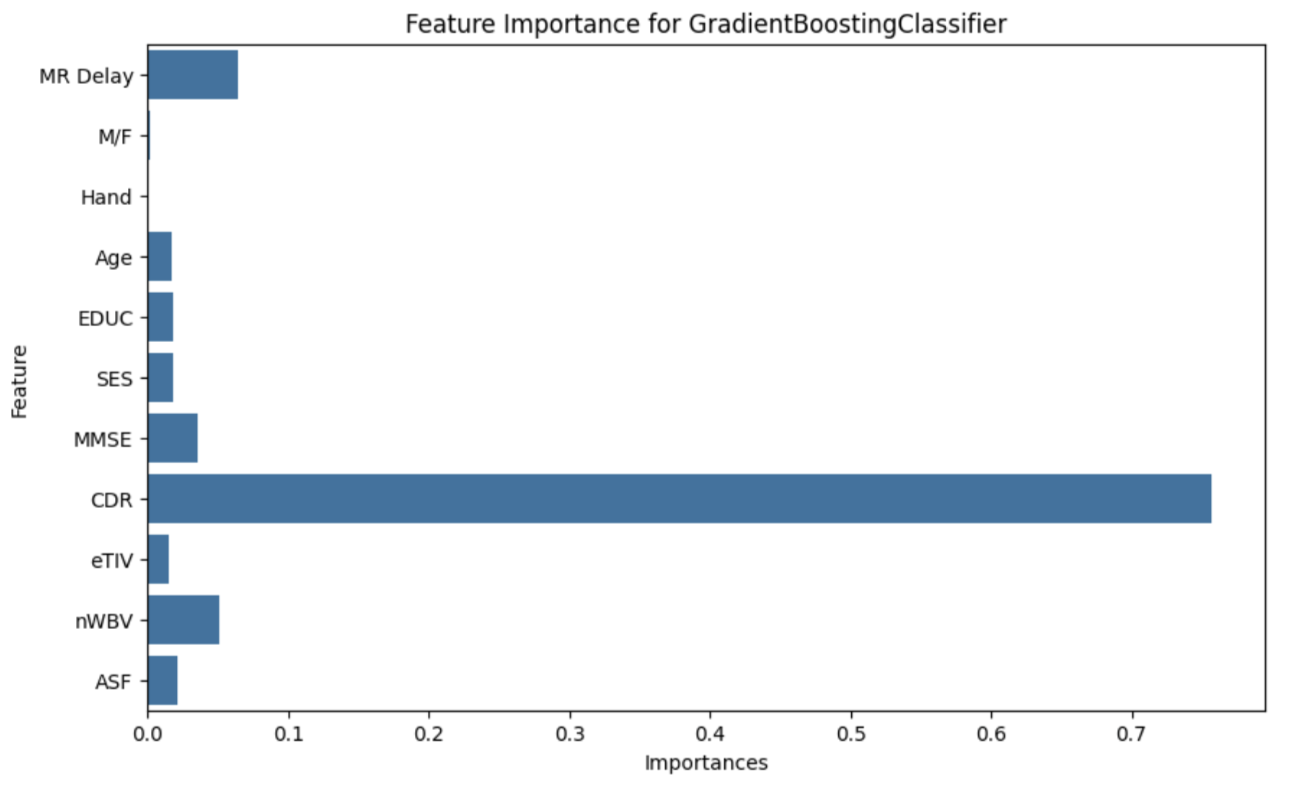 Feature Importance for GradientBoostingClassifier
MR Delay
M/F
Hand
Age
EDUC
SES
MMSE
CDR
eTIV
nWBV
ASF
Feature
0.0 0.1 0.2 0.3 0.4 0.5 0.6 0.7
Importances